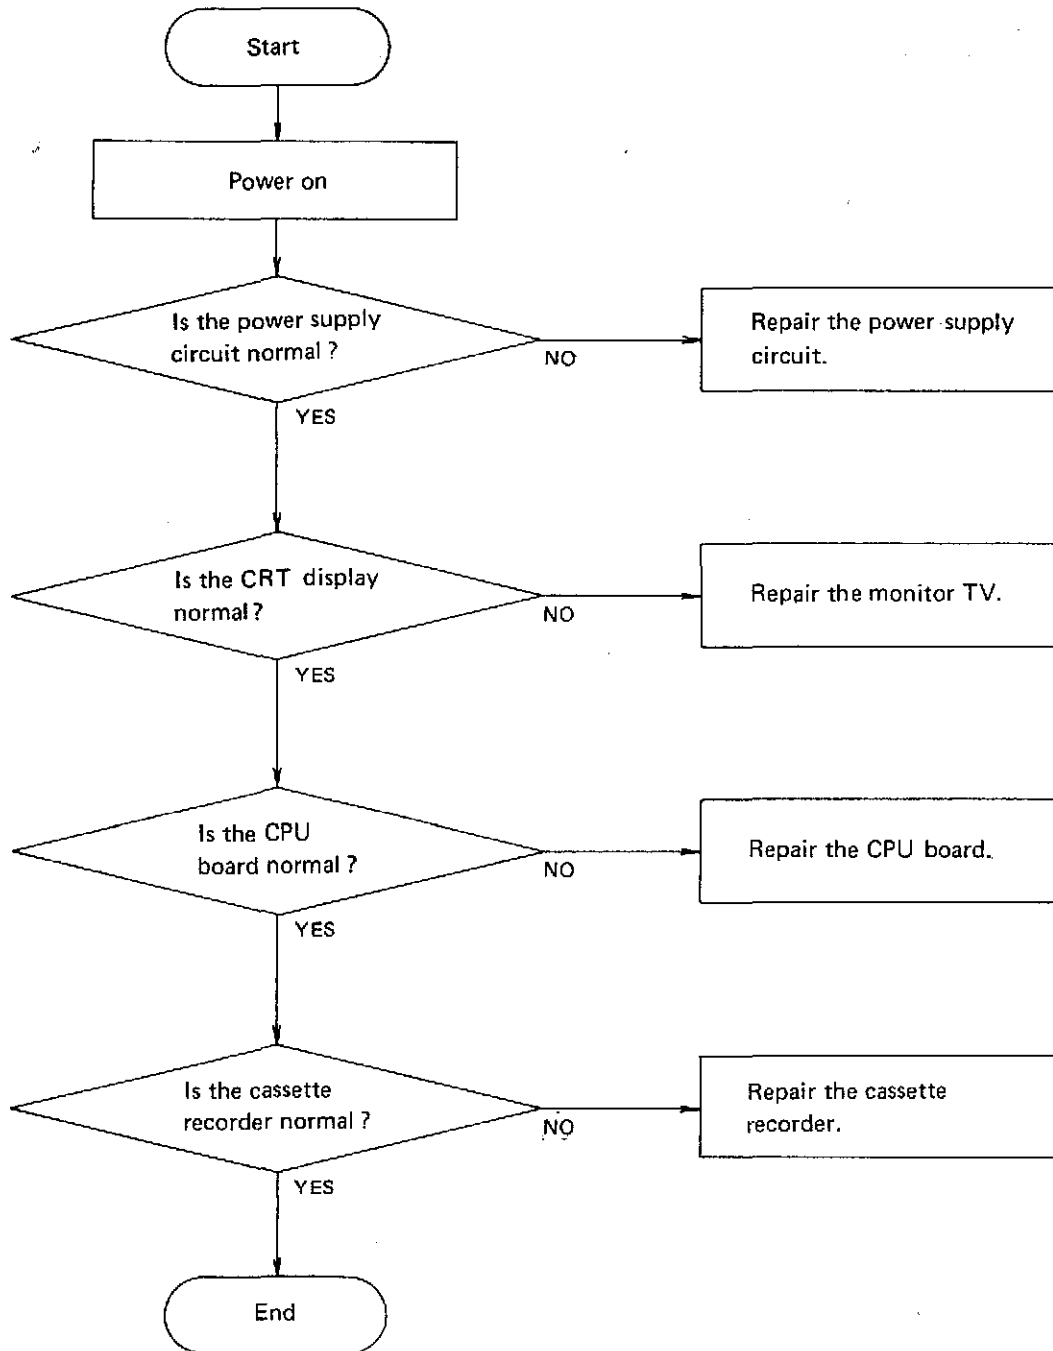 Start
Power on
Is the power supply
circuit normal ?
NO
Repair the power supply
circuit.
YES
Is the CRT display
normal ?
NO
Repair the monitor TV.
YES
Is the CPU
board normal ?
NO
Repair the CPU board.
YES
Is the cassette
recorder normal ?
NO
Repair the cassette
recorder.
YES
End